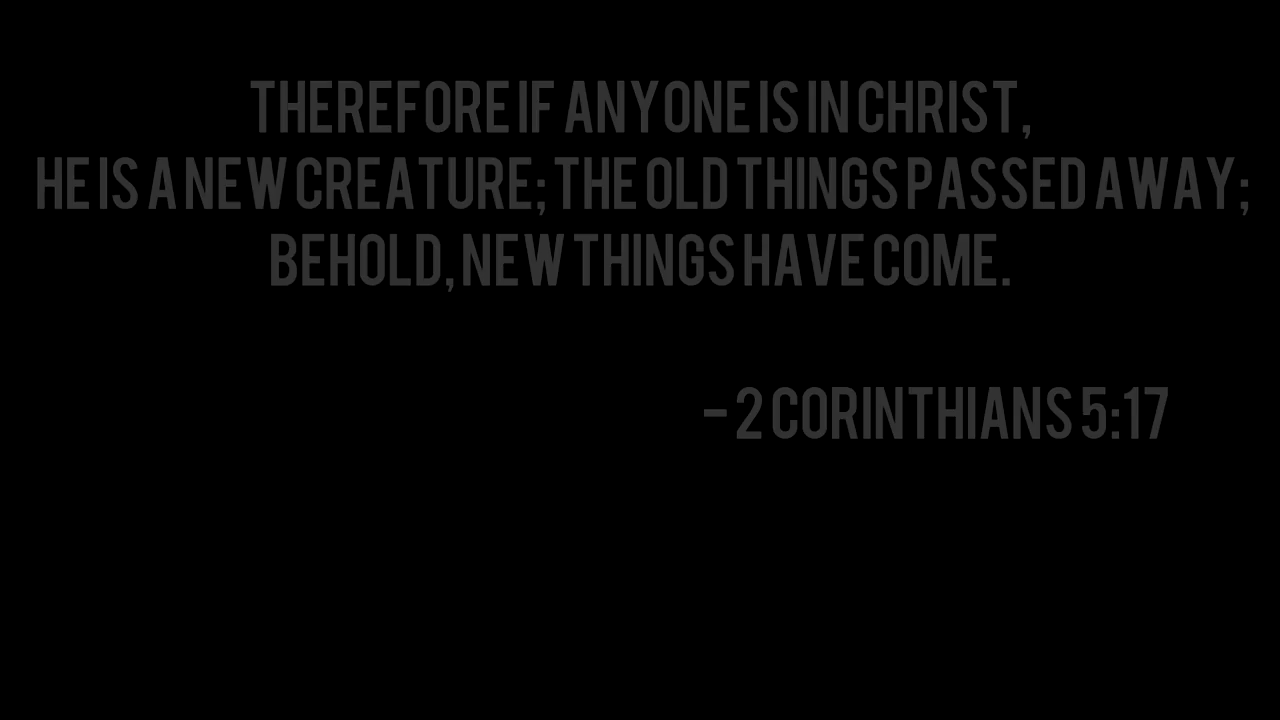 THEREFORE IF ANYONE IS IN CHRIST,
HE IS A NEW CREATURE; THE OLD THINGS PASSED AWAY;
BEHOLD, NEW THINGS HAVE COME.
- 2 CORINTHIANS 5:17